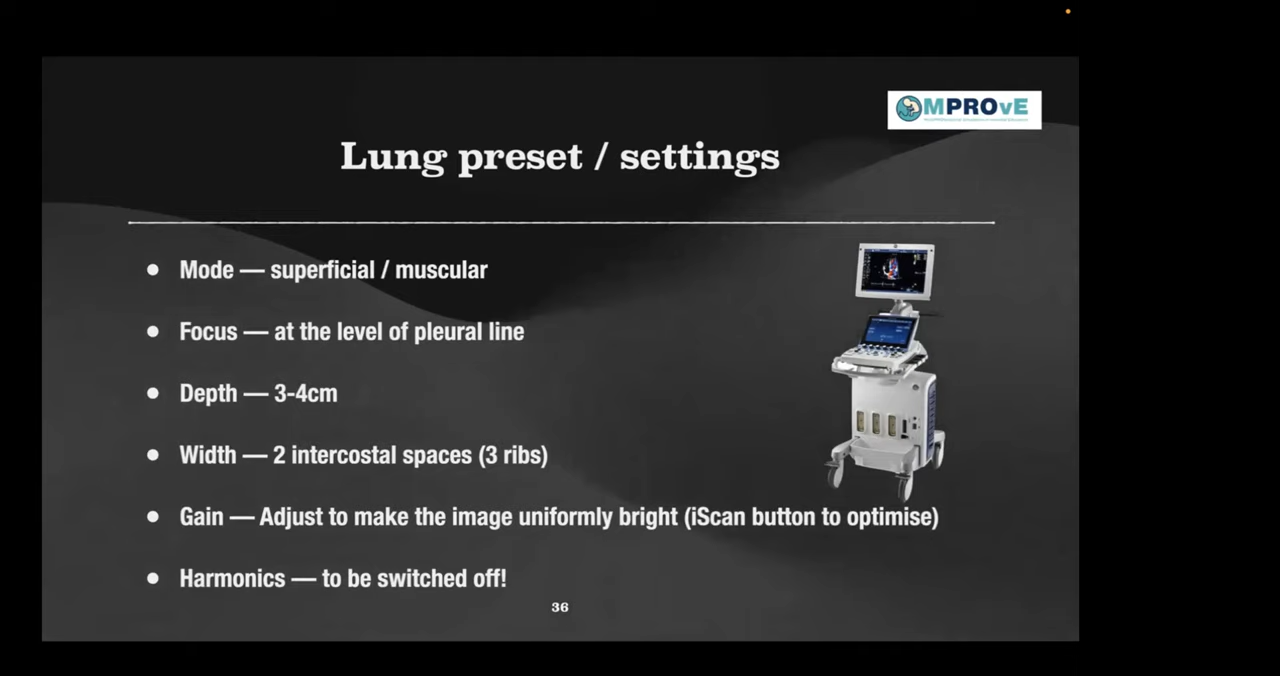 MPROvE
Lung preset / settings
● Mode — superficial / muscular
● Focus — at the level of pleural line
● Depth — 3-4cm
● Width — 2 intercostal spaces (3 ribs)
● Gain — Adjust to make the image uniformly bright (iScan button to optimise)
● Harmonics — to be switched off!
36